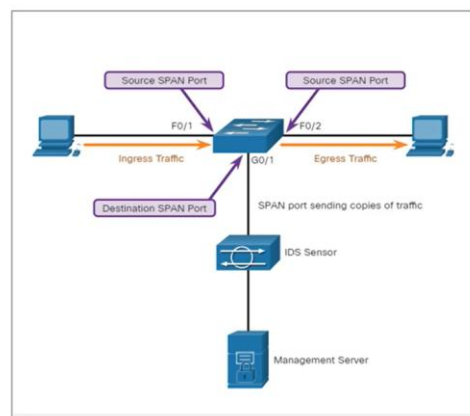 Source SPAN Port
Source SPAN Port
F0/1
F0/2
Ingress Traffic
G0/1
Egress Traffic
Destination SPAN Port
SPAN port sending copies of traffic
IDS Sensor
Management Server